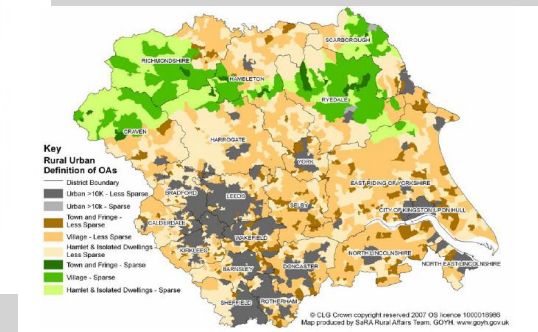 SCARBOROUGH
RICHMONDSHIRE
HAMBLETON
RYEDALE
CRAVEN
HARROGATE
YORK
Key
Rural Urban
Definition of OAs
District Boundary
Urban >10K - Less Sparse
Urban >10k - Sparse
Town and Fringe -
Less Sparse
Village - Less Sparse
Hamlet & Isolated Dwellings -
Less Sparse
Town and Fringe - Sparse
Village - Sparse
Hamlet & Isolated Dwellings - Sparse
EAST RIDING OF YORKSHIRE
BRADFORD
LEEDS
SELBY
CITY OF KINGSTON UPON HULL
CALDERDALE
WAKEFIELD
KIRKLEES
NORTH LINCOLNSHIRE
NORTH EAST LINCOLNSHIRE
BARNSLEY
DONCASTER
SHEFFIELD
ROTHERHAM
© CLG Crown copyright reserved 2007 OS licence 1000018986
Map produced by SaRA Rural Affairs Team, GOYH. www.goyh.gov.uk